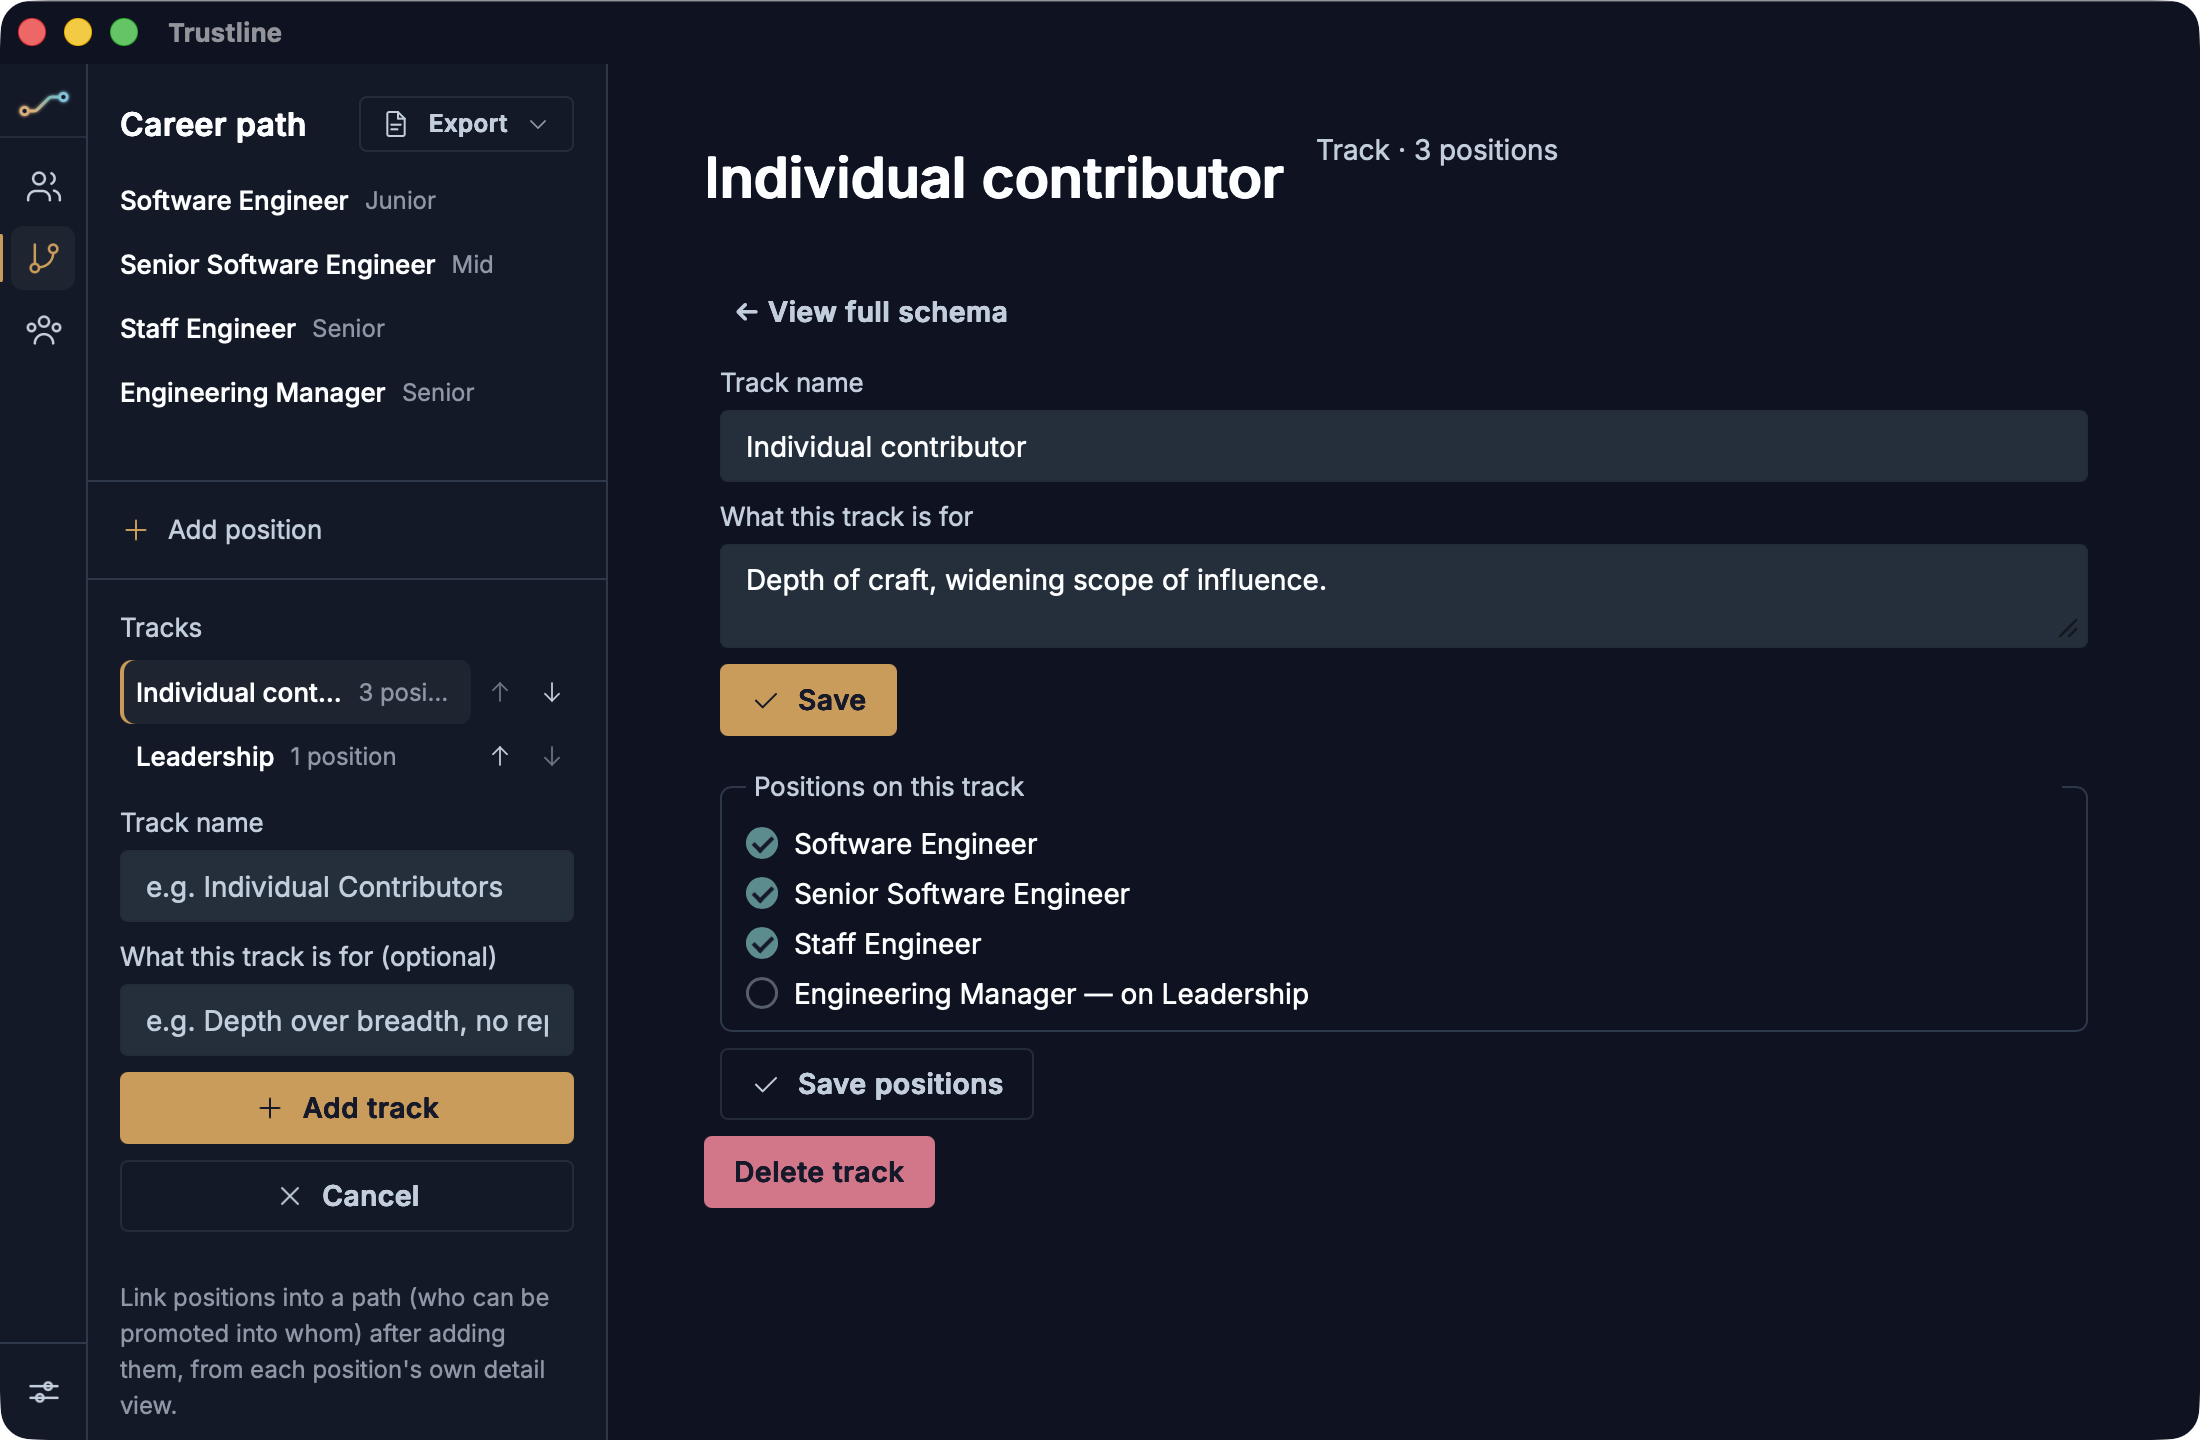 Trustline
Career path
Export
Software Engineer Junior
Senior Software Engineer Mid
Staff Engineer Senior
Engineering Manager Senior
Add position
Tracks
Individual cont... 3 posi...
Leadership 1 position
Track name
e.g. Individual Contributors
What this track is for (optional)
e.g. Depth over breadth, no rep
Add track
Cancel
Link positions into a path (who can be
promoted into whom) after adding
them, from each position's own detail
view.
Individual contributor
Track · 3 positions
← View full schema
Track name
Individual contributor
What this track is for
Depth of craft, widening scope of influence.
Save
Positions on this track
Software Engineer
Senior Software Engineer
Staff Engineer
Engineering Manager — on Leadership
Save positions
Delete track